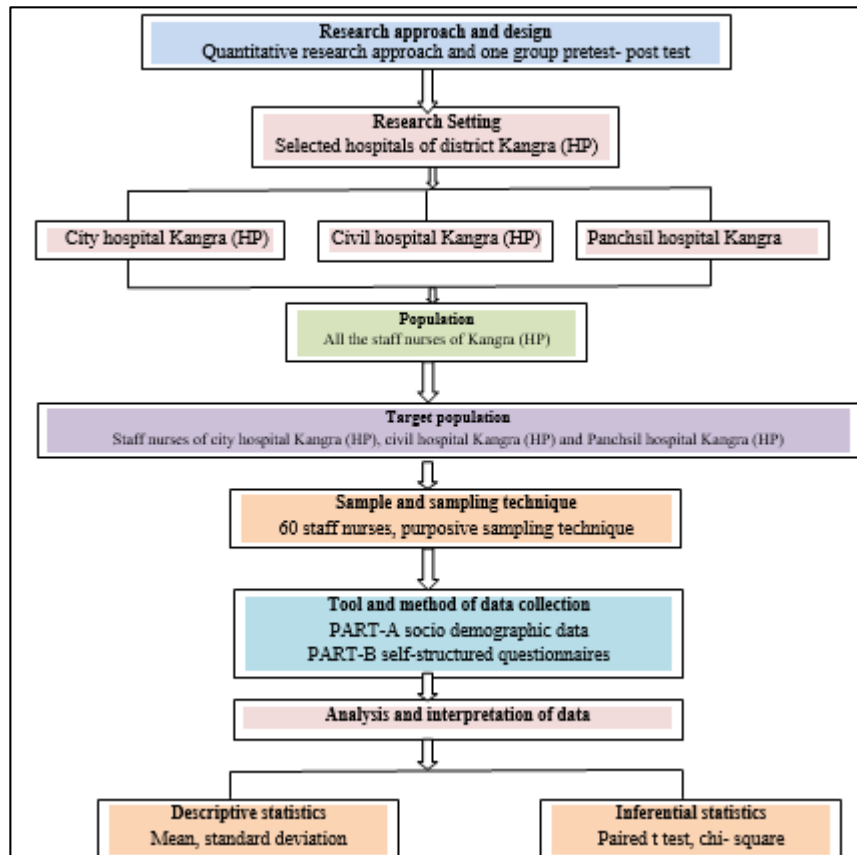 Research approach and design
Quantitative research approach and one group pretest- post test
Research Setting
Selected hospitals of district Kangra (HP)
City hospital Kangra (HP)
Civil hospital Kangra (HP)
Panchsil hospital Kangra
Population
All the staff nurses of Kangra (HP)
Target population
Staff nurses of city hospital Kangra (HP), civil hospital Kangra (HP) and Panchsil hospital Kangra (HP)
Sample and sampling technique
60 staff nurses, purposive sampling technique
Tool and method of data collection
PART-A socio demographic data
PART-B self-structured questionnaires
Analysis and interpretation of data
Descriptive statistics
Mean, standard deviation
Inferential statistics
Paired t test, chi- square